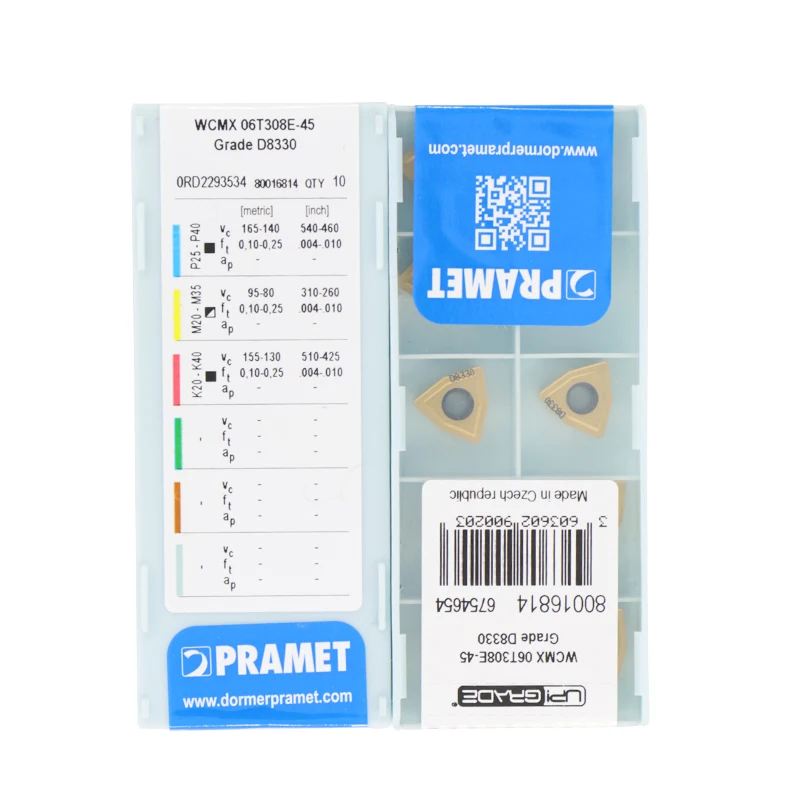 WCMX 06T308E-45
Grade D8330
0RD2293534 80016814 QTY 10
[metric] [inch]
P25 - P40
vc 165-140 540-460
ft 0,10-0,25 .004-.010
ap - -
M20 - M35
vc 95-80 310-260
ft 0,10-0,25 .004-.010
ap - -
K20 - K40
vc 155-130 510-425
ft 0,10-0,25 .004-.010
ap - -
vc - -
ft - -
ap - -
vc - -
ft - -
ap - -
vc - -
ft - -
ap - -
PRAMET
www.dormerpramet.com
PRAMET
www.dormerpramet.com
D8330
D8330
UP!GRADE®
WCMX 06T308E-45
Grade D8330
80016814 6754654
3 603602 900203
Made in Czech republic